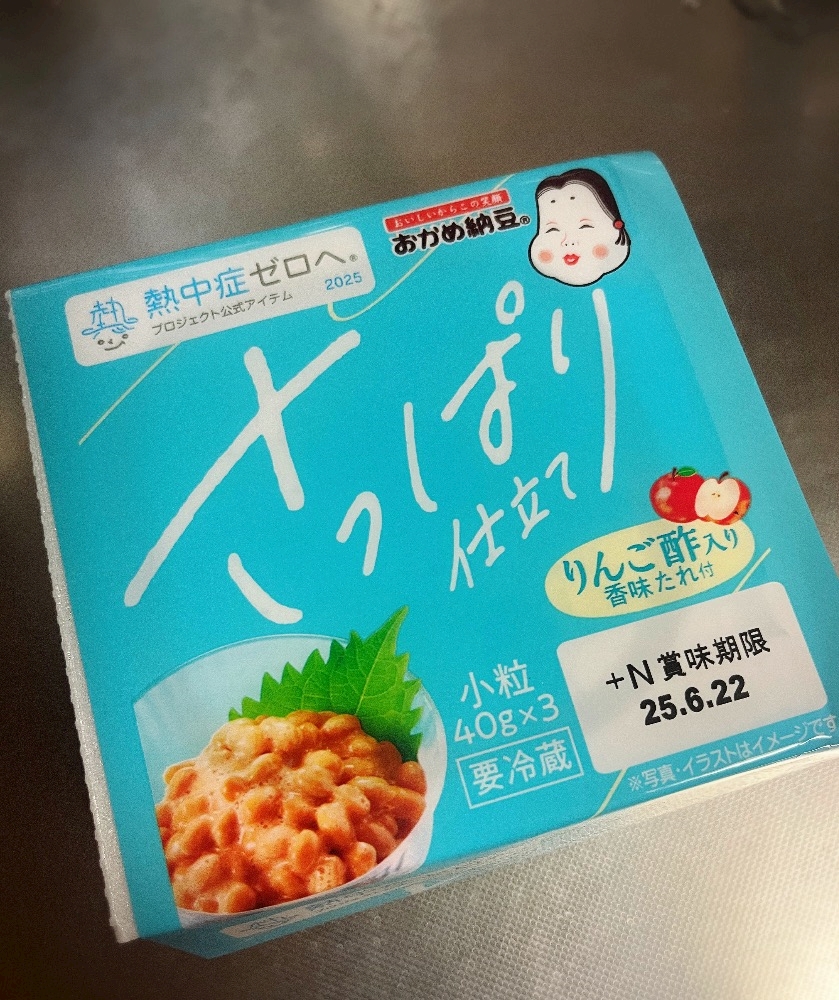 おいしいからこの笑顔
おかめ納豆®
熱 熱中症ゼロへ®
プロジェクト公式アイテム 2025
さっぱり
仕立て
りんご酢入り
香味たれ付
小粒
40g×3
要冷蔵
+N 賞味期限
25.6.22
※写真・イラストはイメージです